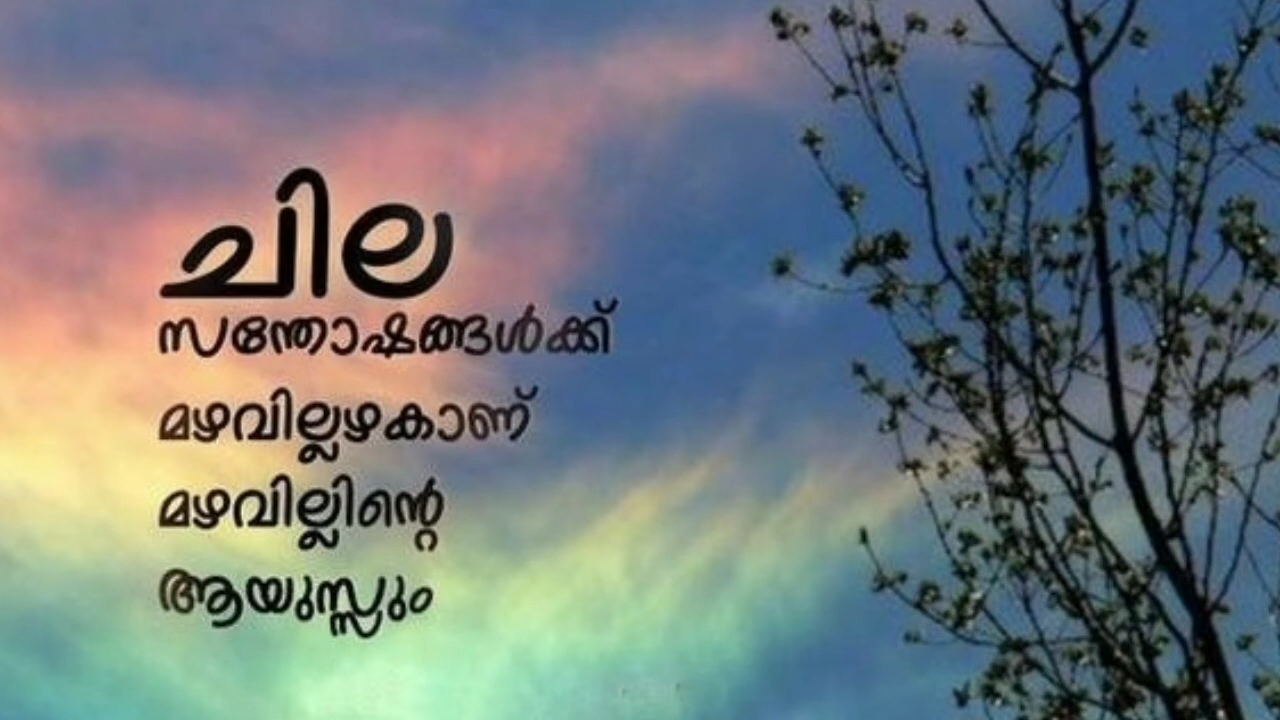 ചില
സന്തോഷങ്ങൾക്ക്
മഴവില്ലഴകാണ്
മഴവില്ലിന്റെ
ആയുസ്സും